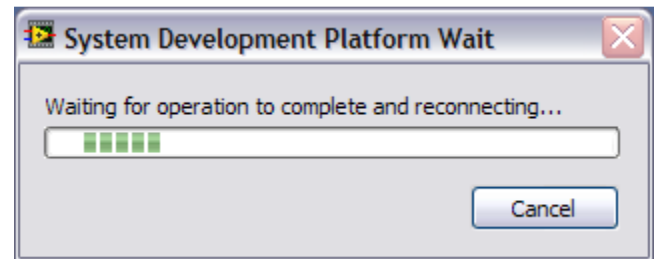 System Development Platform Wait
Waiting for operation to complete and reconnecting...
Cancel